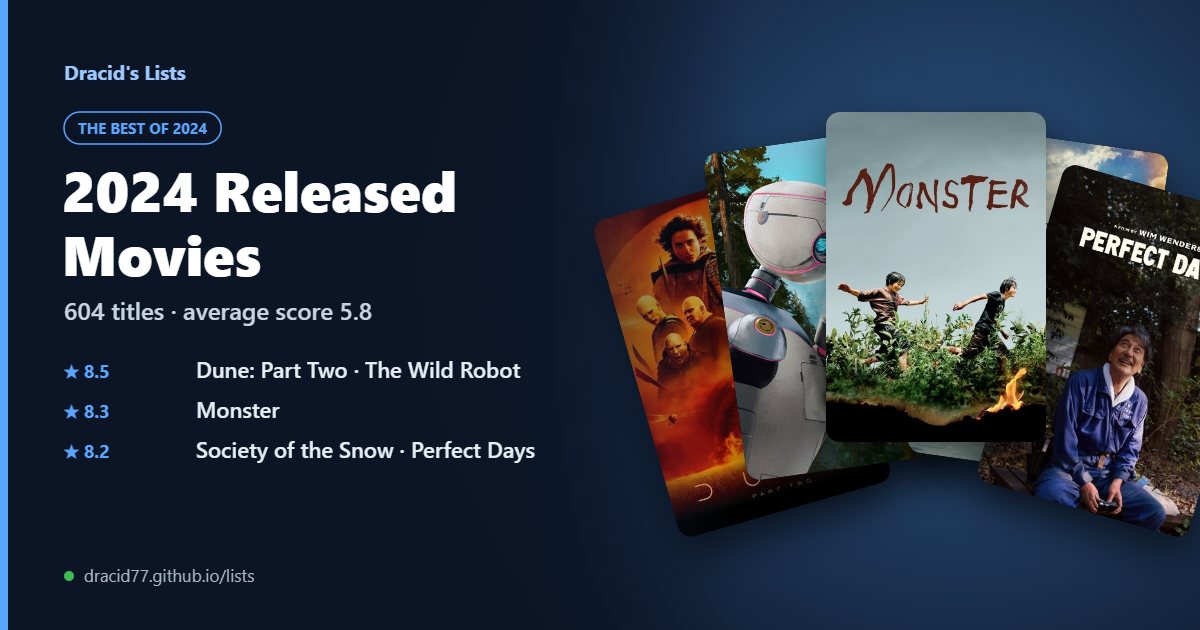 Dracid's Lists
THE BEST OF 2024
2024 Released
Movies
604 titles · average score 5.8
★ 8.5 Dune: Part Two · The Wild Robot
★ 8.3 Monster
★ 8.2 Society of the Snow · Perfect Days
dracid77.github.io/lists
MONSTER
A FILM BY WIM WENDERS
PERFECT DA
D U
PART TWO